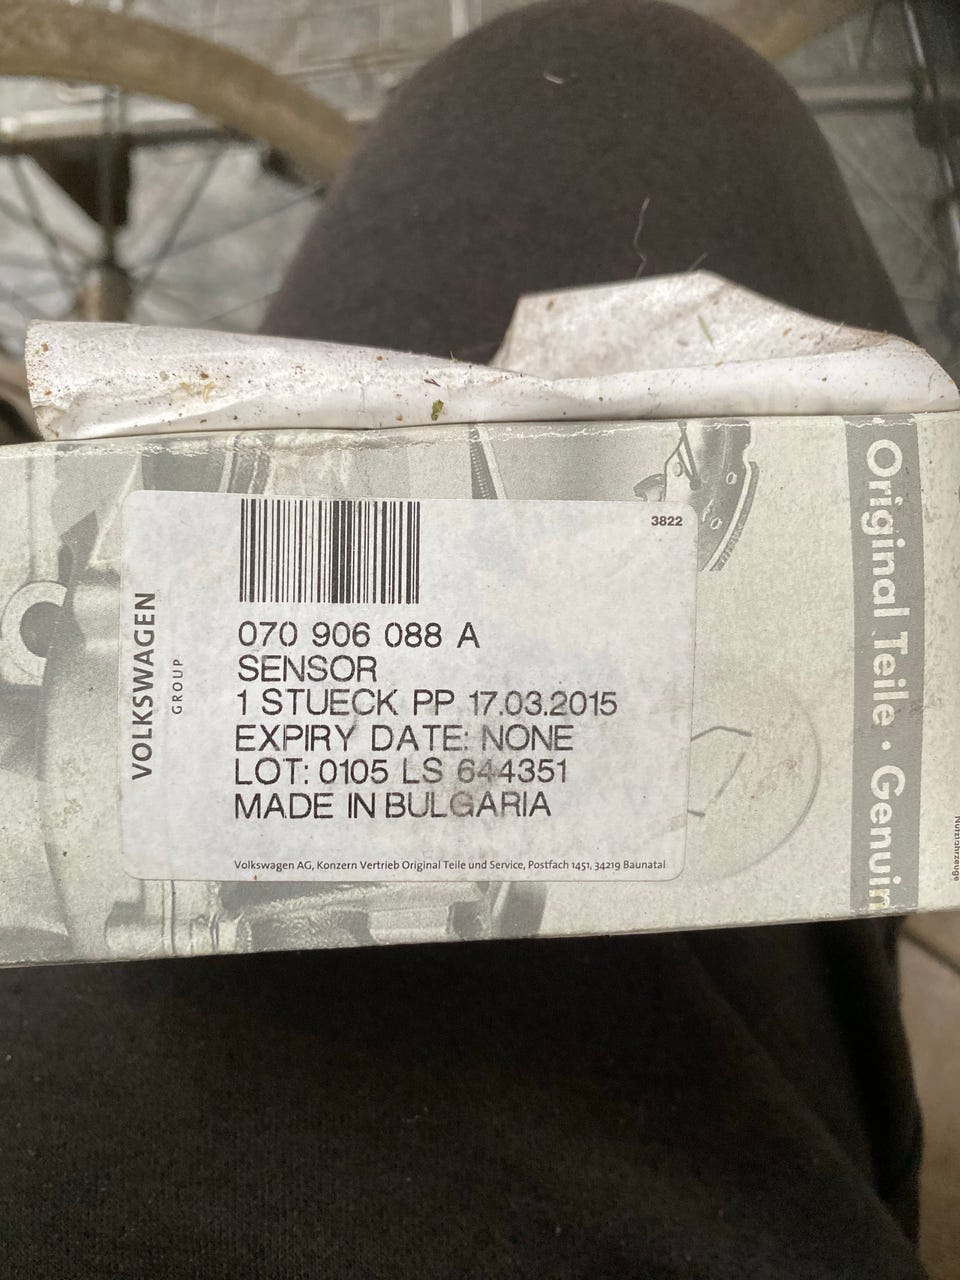 3822
VOLKSWAGEN
GROUP
070 906 088 A
SENSOR
1 STUECK PP 17.03.2015
EXPIRY DATE: NONE
LOT: 0105 LS 644351
MADE IN BULGARIA
Volkswagen AG, Konzern Vertrieb Original Teile und Service, Postfach 1451, 34219 Baunatal
Original Teile · Genuin
Nutzfahrzeuge